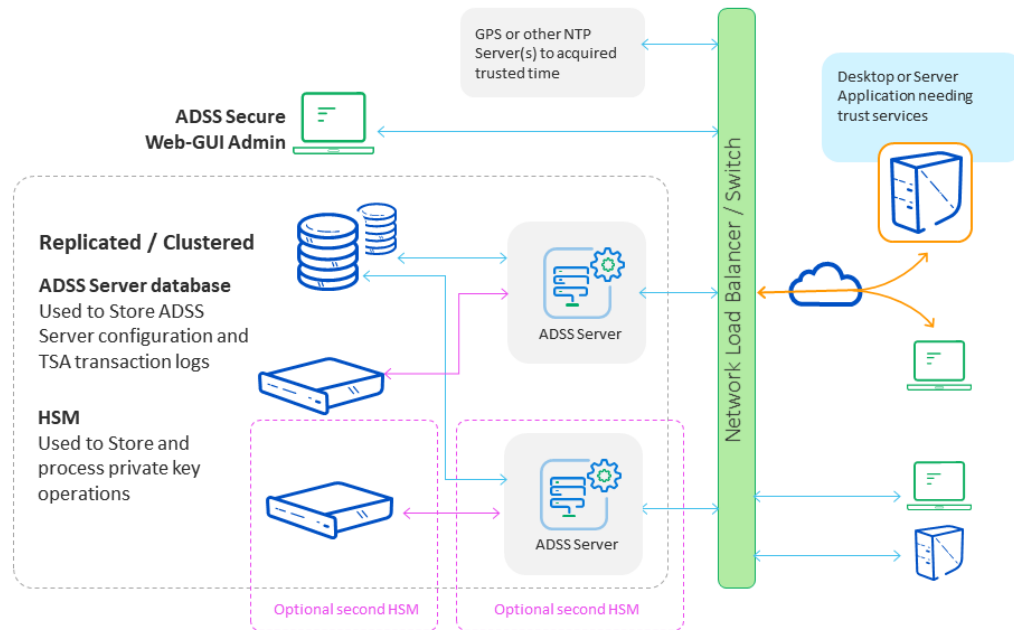 GPS or other NTP
Server(s) to acquired
trusted time
Desktop or Server
Application needing
trust services
ADSS Secure
Web-GUI Admin
Network Load Balancer / Switch
Replicated / Clustered
ADSS Server database
Used to Store ADSS
Server configuration and
TSA transaction logs
ADSS Server
HSM
Used to Store and
process private key
operations
ADSS Server
Optional second HSM
Optional second HSM